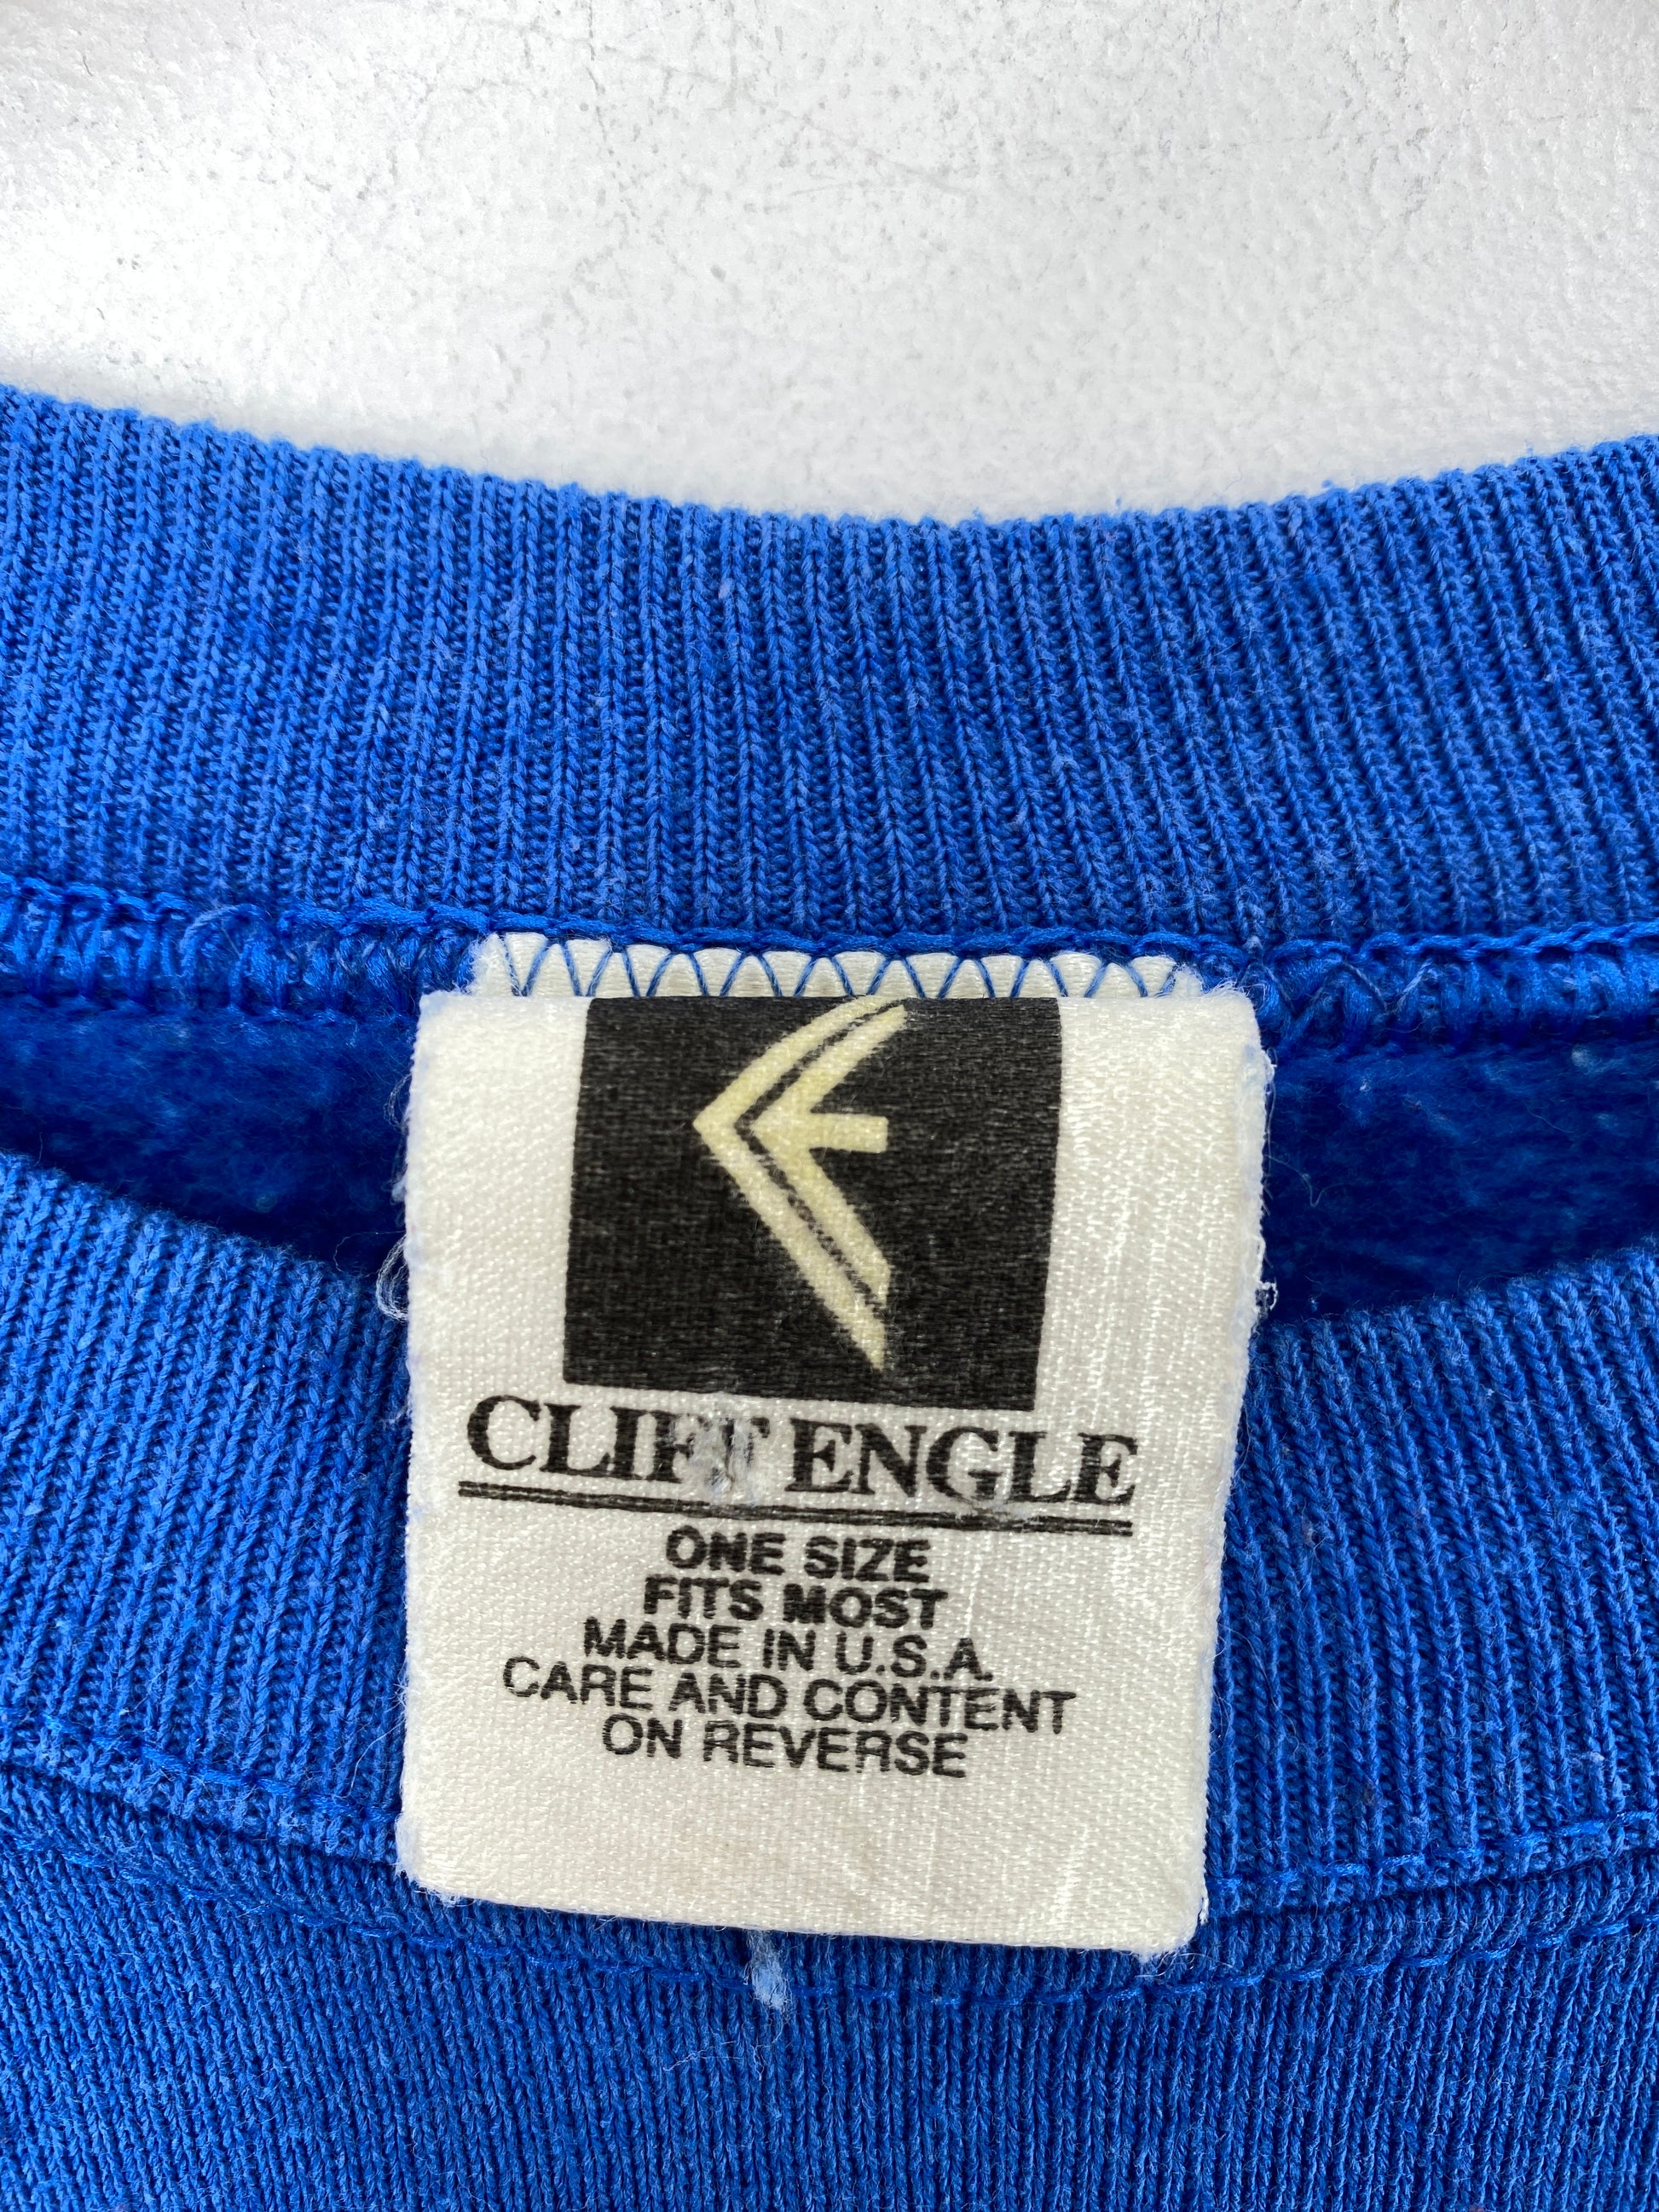 CLIFF ENGLE
ONE SIZE
FITS MOST
MADE IN U.S.A.
CARE AND CONTENT
ON REVERSE